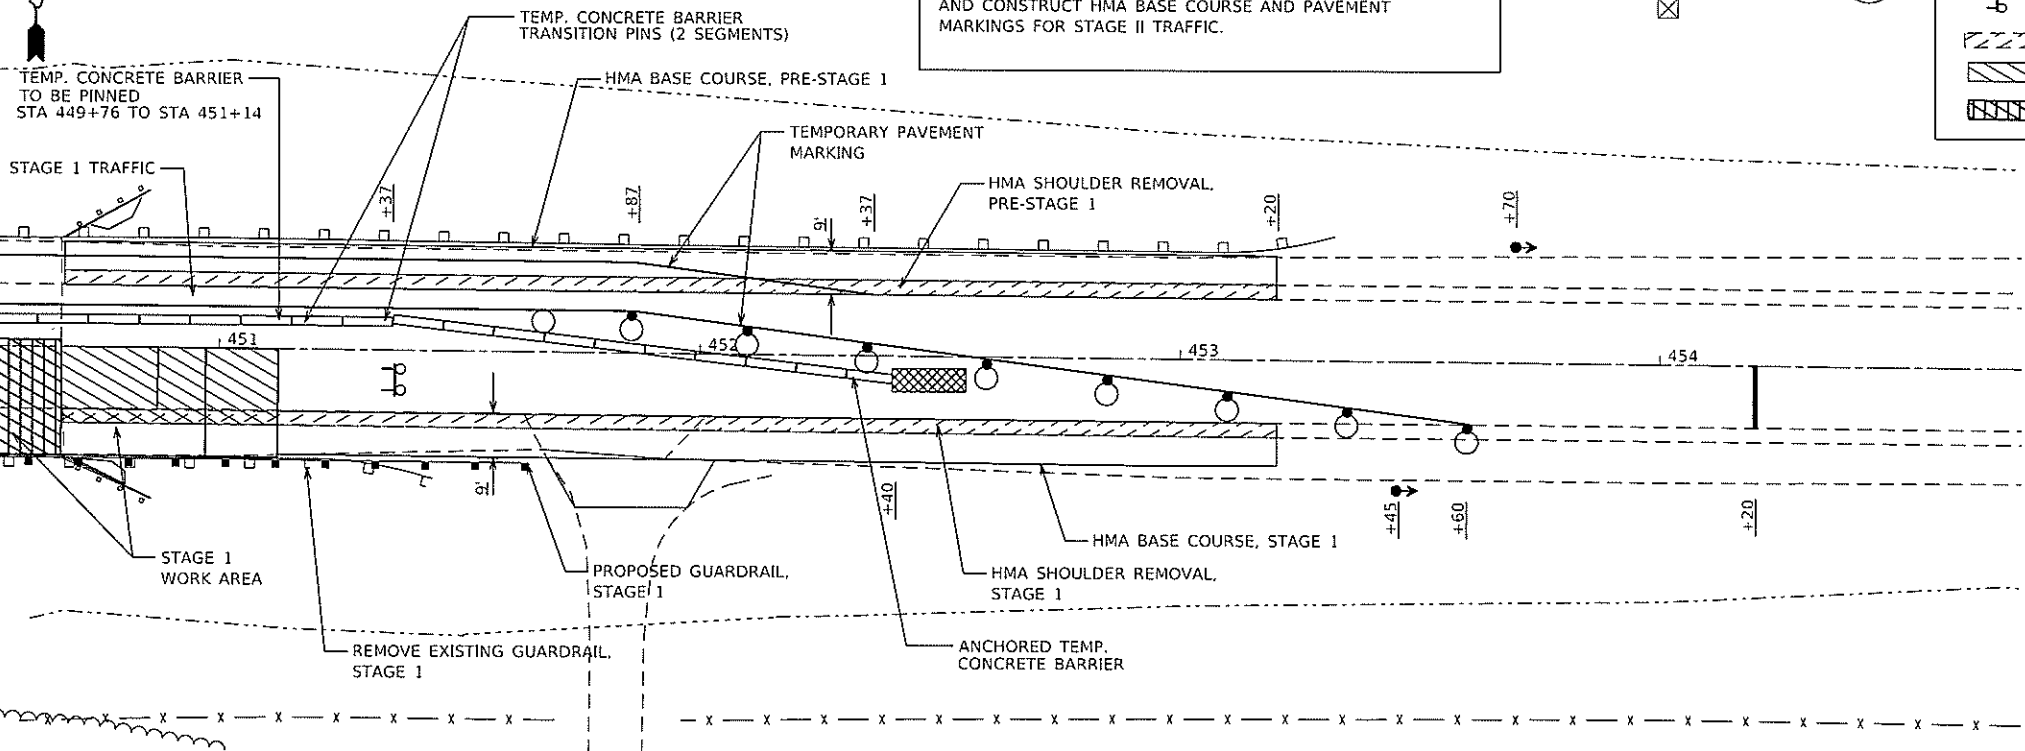 TEMP. CONCRETE BARRIER
TRANSITION PINS (2 SEGMENTS)
AND CONSTRUCT HMA BASE COURSE AND PAVEMENT
MARKINGS FOR STAGE II TRAFFIC.
TEMP. CONCRETE BARRIER
TO BE PINNED
STA 449+76 TO STA 451+14
HMA BASE COURSE, PRE-STAGE 1
TEMPORARY PAVEMENT
MARKING
STAGE 1 TRAFFIC
HMA SHOULDER REMOVAL,
PRE-STAGE 1
+37
+87
9'
+37
+20
+70
451
452
453
454
9'
+40
+45
+60
+20
STAGE 1
WORK AREA
PROPOSED GUARDRAIL,
STAGE 1
HMA BASE COURSE, STAGE 1
HMA SHOULDER REMOVAL,
STAGE 1
REMOVE EXISTING GUARDRAIL,
STAGE 1
ANCHORED TEMP.
CONCRETE BARRIER